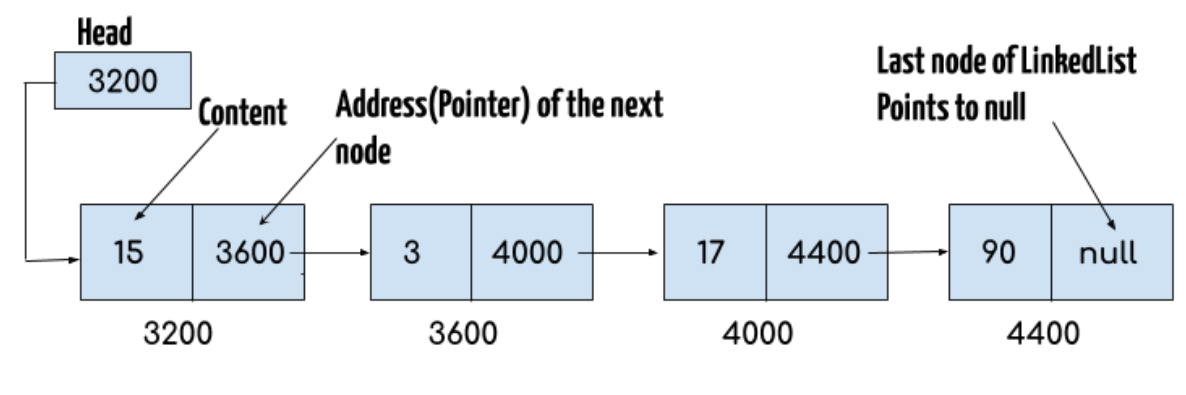 Head
3200
Content
Address(Pointer) of the next
node
Last node of LinkedList
Points to null
15 3600
3 4000
17 4400
90 null
3200
3600
4000
4400